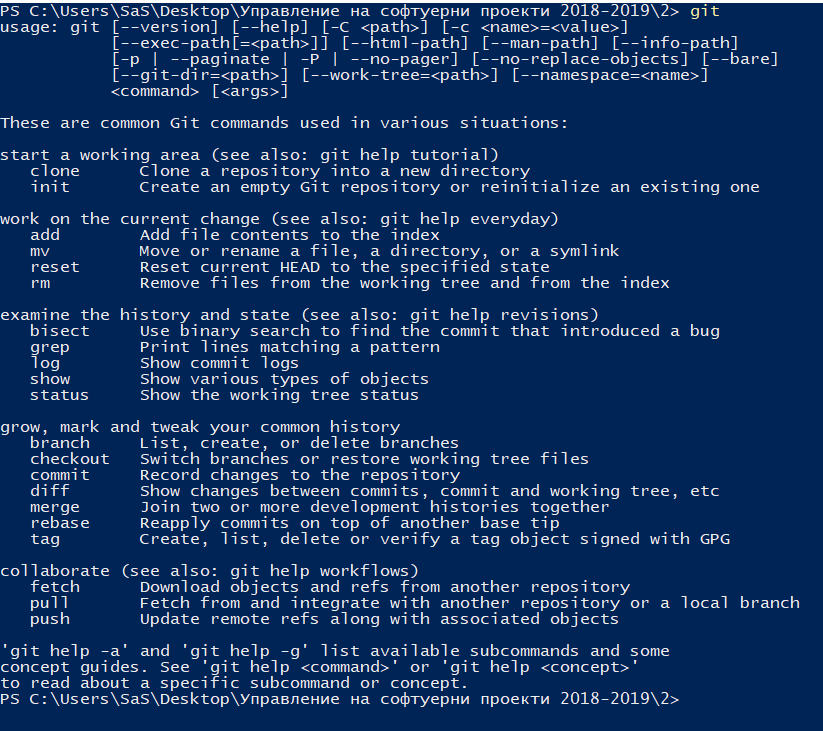 PS C:\Users\SaS\Desktop\Управление на софтуерни проекти 2018-2019\2> git
usage: git [--version] [--help] [-C <path>] [-c <name>=<value>]
           [--exec-path[=<path>]] [--html-path] [--man-path] [--info-path]
           [-p | --paginate | -P | --no-pager] [--no-replace-objects] [--bare]
           [--git-dir=<path>] [--work-tree=<path>] [--namespace=<name>]
           <command> [<args>]

These are common Git commands used in various situations:

start a working area (see also: git help tutorial)
   clone      Clone a repository into a new directory
   init       Create an empty Git repository or reinitialize an existing one

work on the current change (see also: git help everyday)
   add        Add file contents to the index
   mv         Move or rename a file, a directory, or a symlink
   reset      Reset current HEAD to the specified state
   rm         Remove files from the working tree and from the index

examine the history and state (see also: git help revisions)
   bisect     Use binary search to find the commit that introduced a bug
   grep       Print lines matching a pattern
   log        Show commit logs
   show       Show various types of objects
   status     Show the working tree status

grow, mark and tweak your common history
   branch     List, create, or delete branches
   checkout   Switch branches or restore working tree files
   commit     Record changes to the repository
   diff       Show changes between commits, commit and working tree, etc
   merge      Join two or more development histories together
   rebase     Reapply commits on top of another base tip
   tag        Create, list, delete or verify a tag object signed with GPG

collaborate (see also: git help workflows)
   fetch      Download objects and refs from another repository
   pull       Fetch from and integrate with another repository or a local branch
   push       Update remote refs along with associated objects

'git help -a' and 'git help -g' list available subcommands and some
concept guides. See 'git help <command>' or 'git help <concept>'
to read about a specific subcommand or concept.
PS C:\Users\SaS\Desktop\Управление на софтуерни проекти 2018-2019\2>